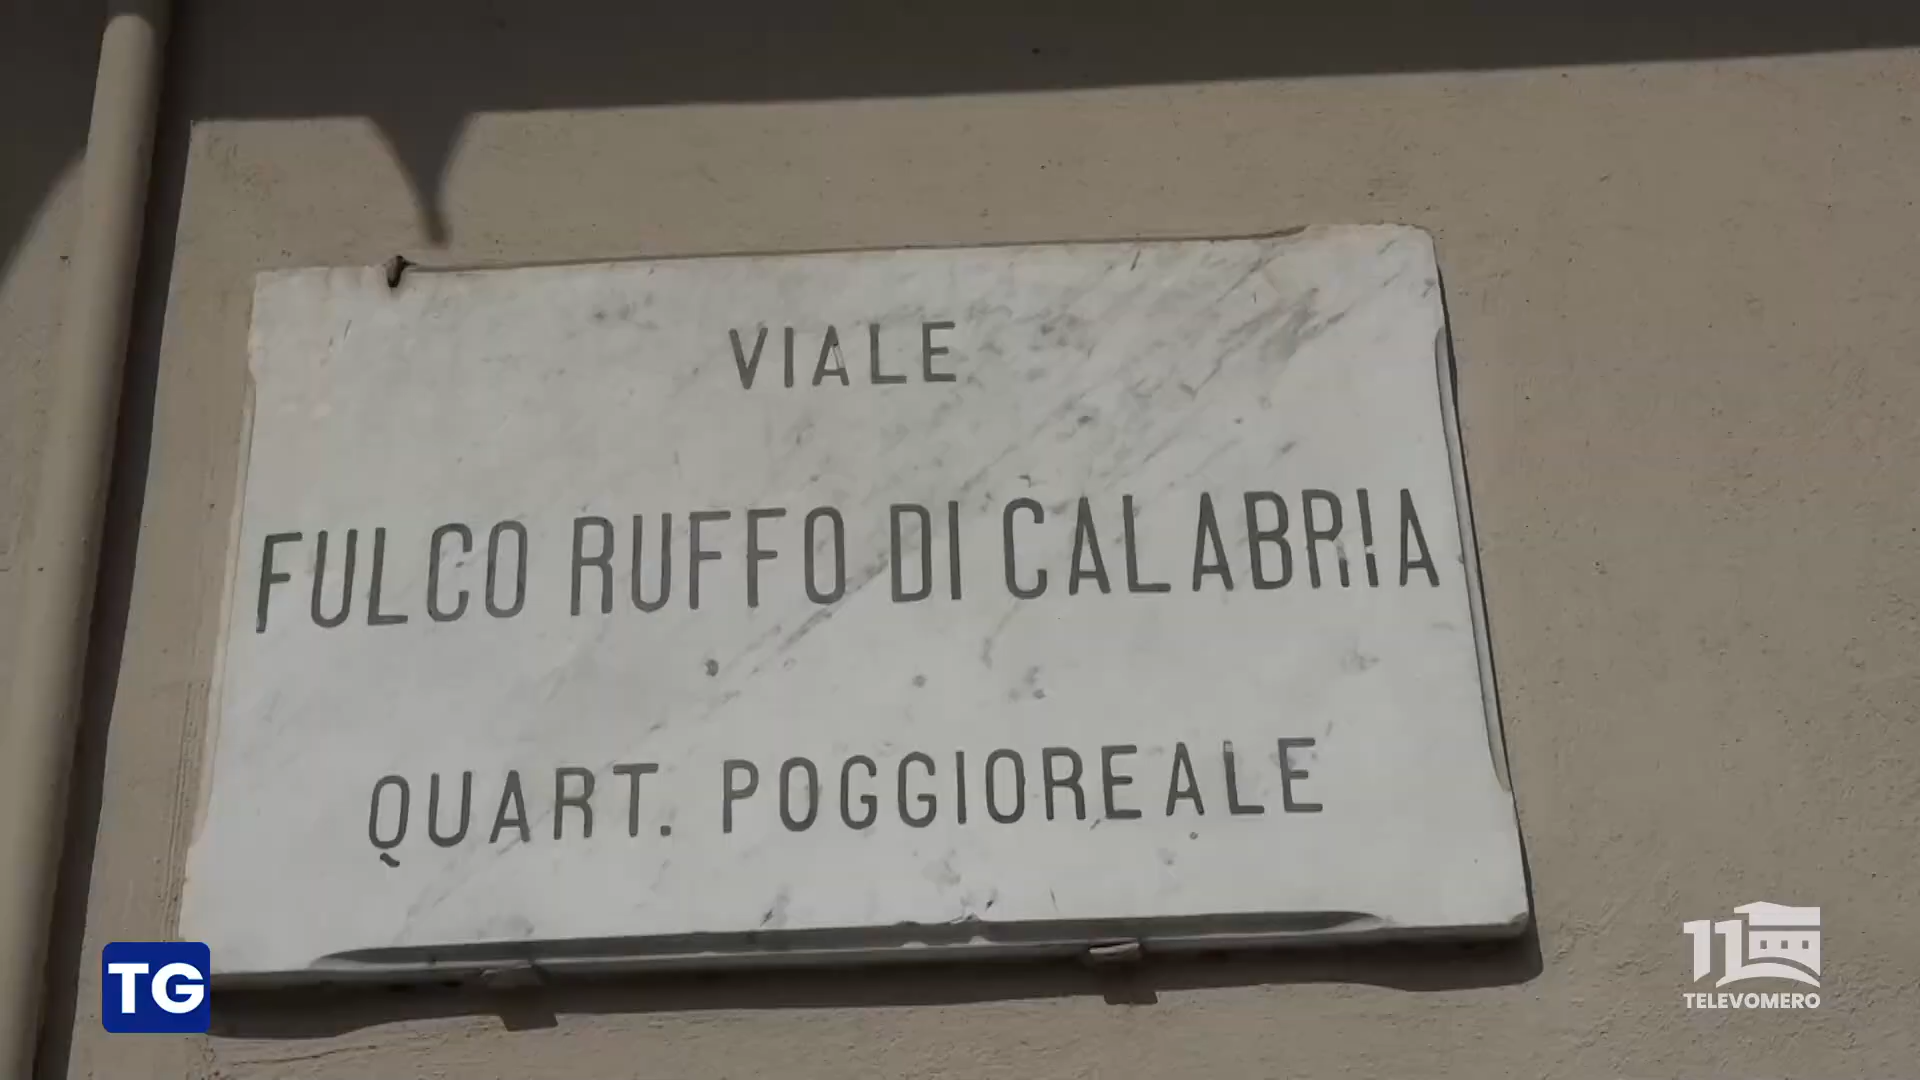 VIALE
FULCO RUFFO DI CALABRIA
QUART. POGGIOREALE
TG
11
TELEVOMERO